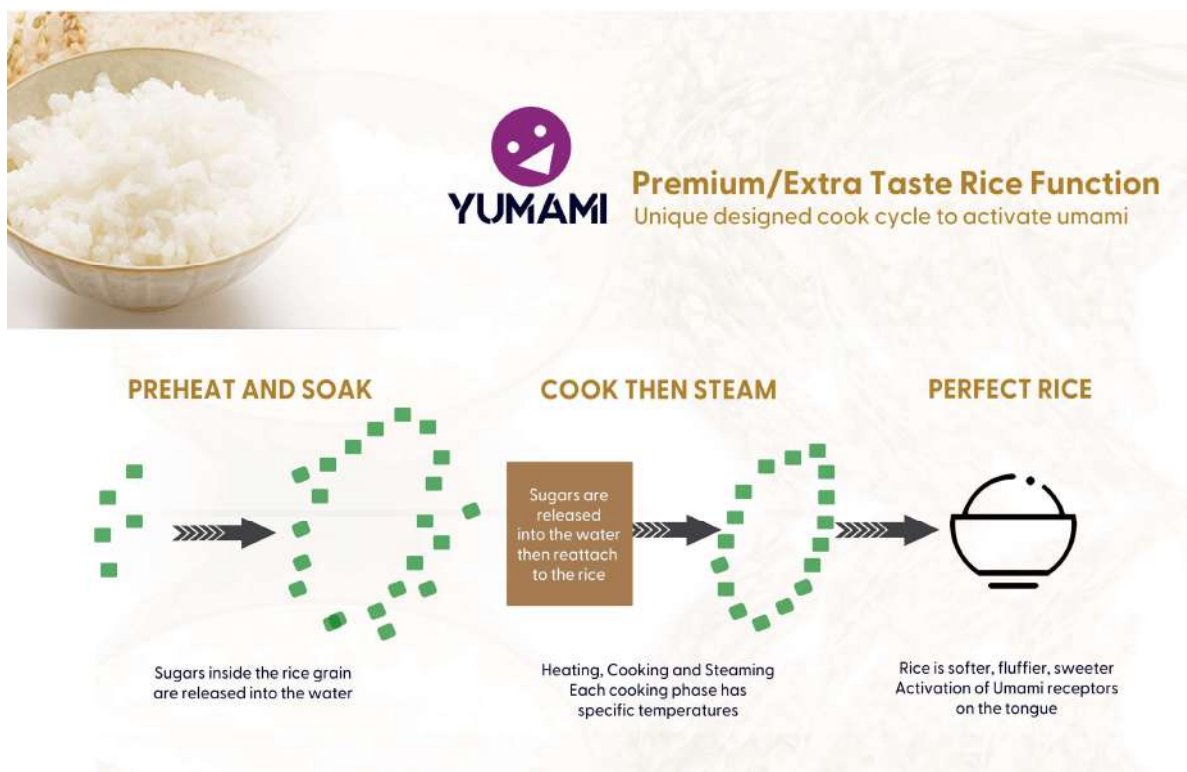 YUMAMI
Premium/Extra Taste Rice Function
Unique designed cook cycle to activate umami
PREHEAT AND SOAK
Sugars inside the rice grain
are released into the water
COOK THEN STEAM
Sugars are
released
into the water
then reattach
to the rice
Heating, Cooking and Steaming
Each cooking phase has
specific temperatures
PERFECT RICE
Rice is softer, fluffier, sweeter
Activation of Umami receptors
on the tongue